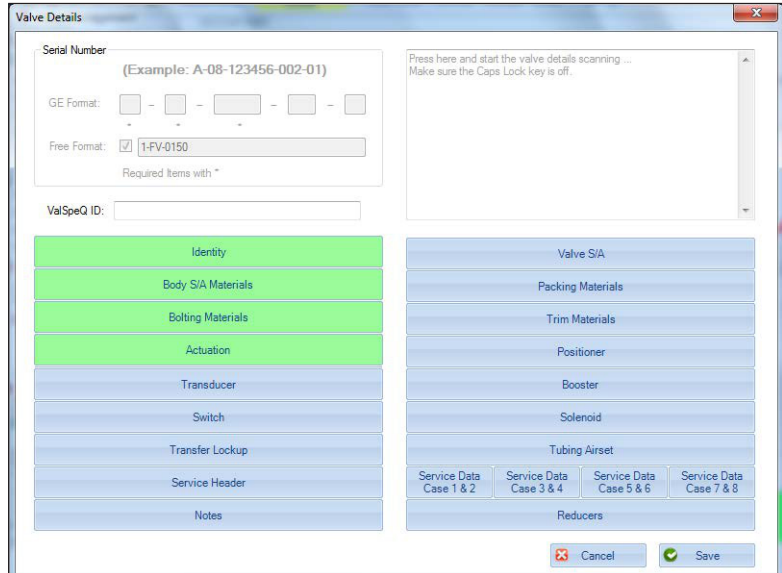 Valve Details
Serial Number
(Example: A-08-123456-002-01)
GE Format: - - - -
* * *
Free Format: 1-FV-0150
Required Items with *
ValSpeQ ID:
Press here and start the valve details scanning ...
Make sure the Caps Lock key is off.
Identity
Body S/A Materials
Bolting Materials
Actuation
Transducer
Switch
Transfer Lockup
Service Header
Notes
Valve S/A
Packing Materials
Trim Materials
Positioner
Booster
Solenoid
Tubing Airset
Service Data
Case 1 & 2
Service Data
Case 3 & 4
Service Data
Case 5 & 6
Service Data
Case 7 & 8
Reducers
Cancel
Save